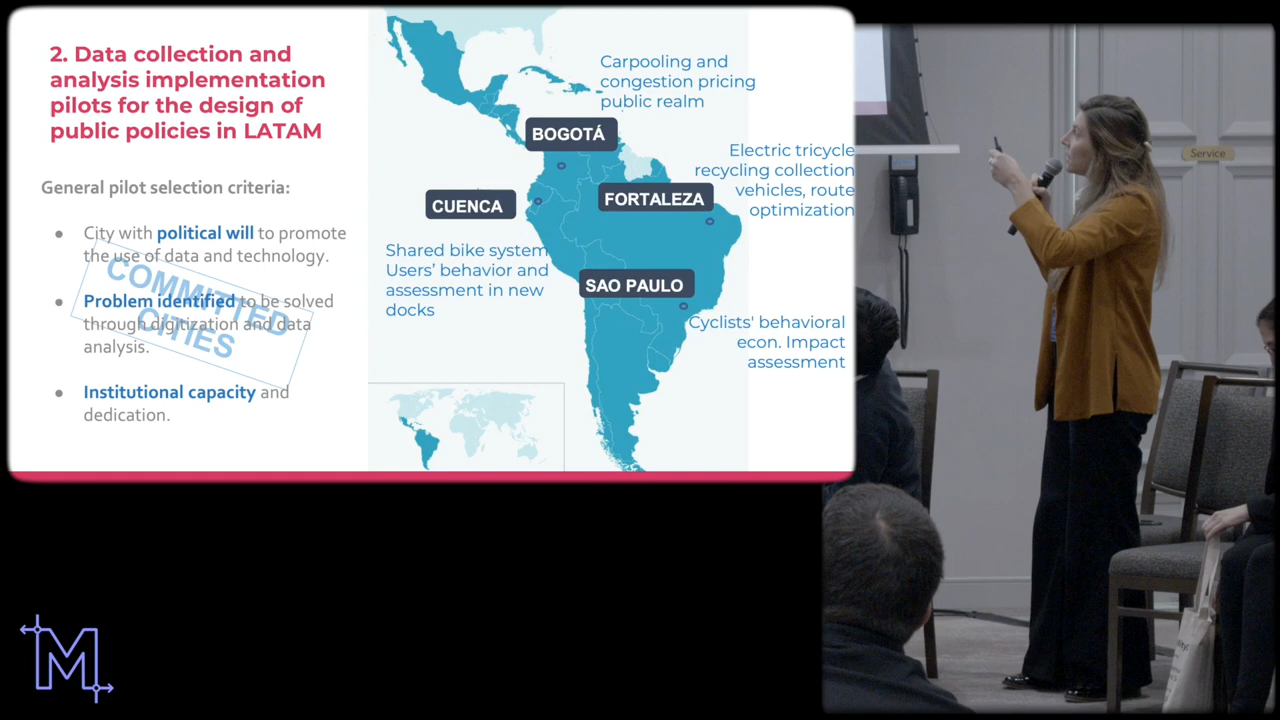 2. Data collection and
analysis implementation
pilots for the design of
public policies in LATAM
General pilot selection criteria:
● City with political will to promote
the use of data and technology.
● Problem identified to be solved
through digitization and data
analysis.
● Institutional capacity and
dedication.
COMMITTED
CITIES
Carpooling and
congestion pricing
public realm
BOGOTÁ
Electric tricycle
recycling collection
vehicles, route
optimization
FORTALEZA
CUENCA
Shared bike system
Users' behavior and
assessment in new
docks
SAO PAULO
Cyclists' behavioral
econ. Impact
assessment
Service
M